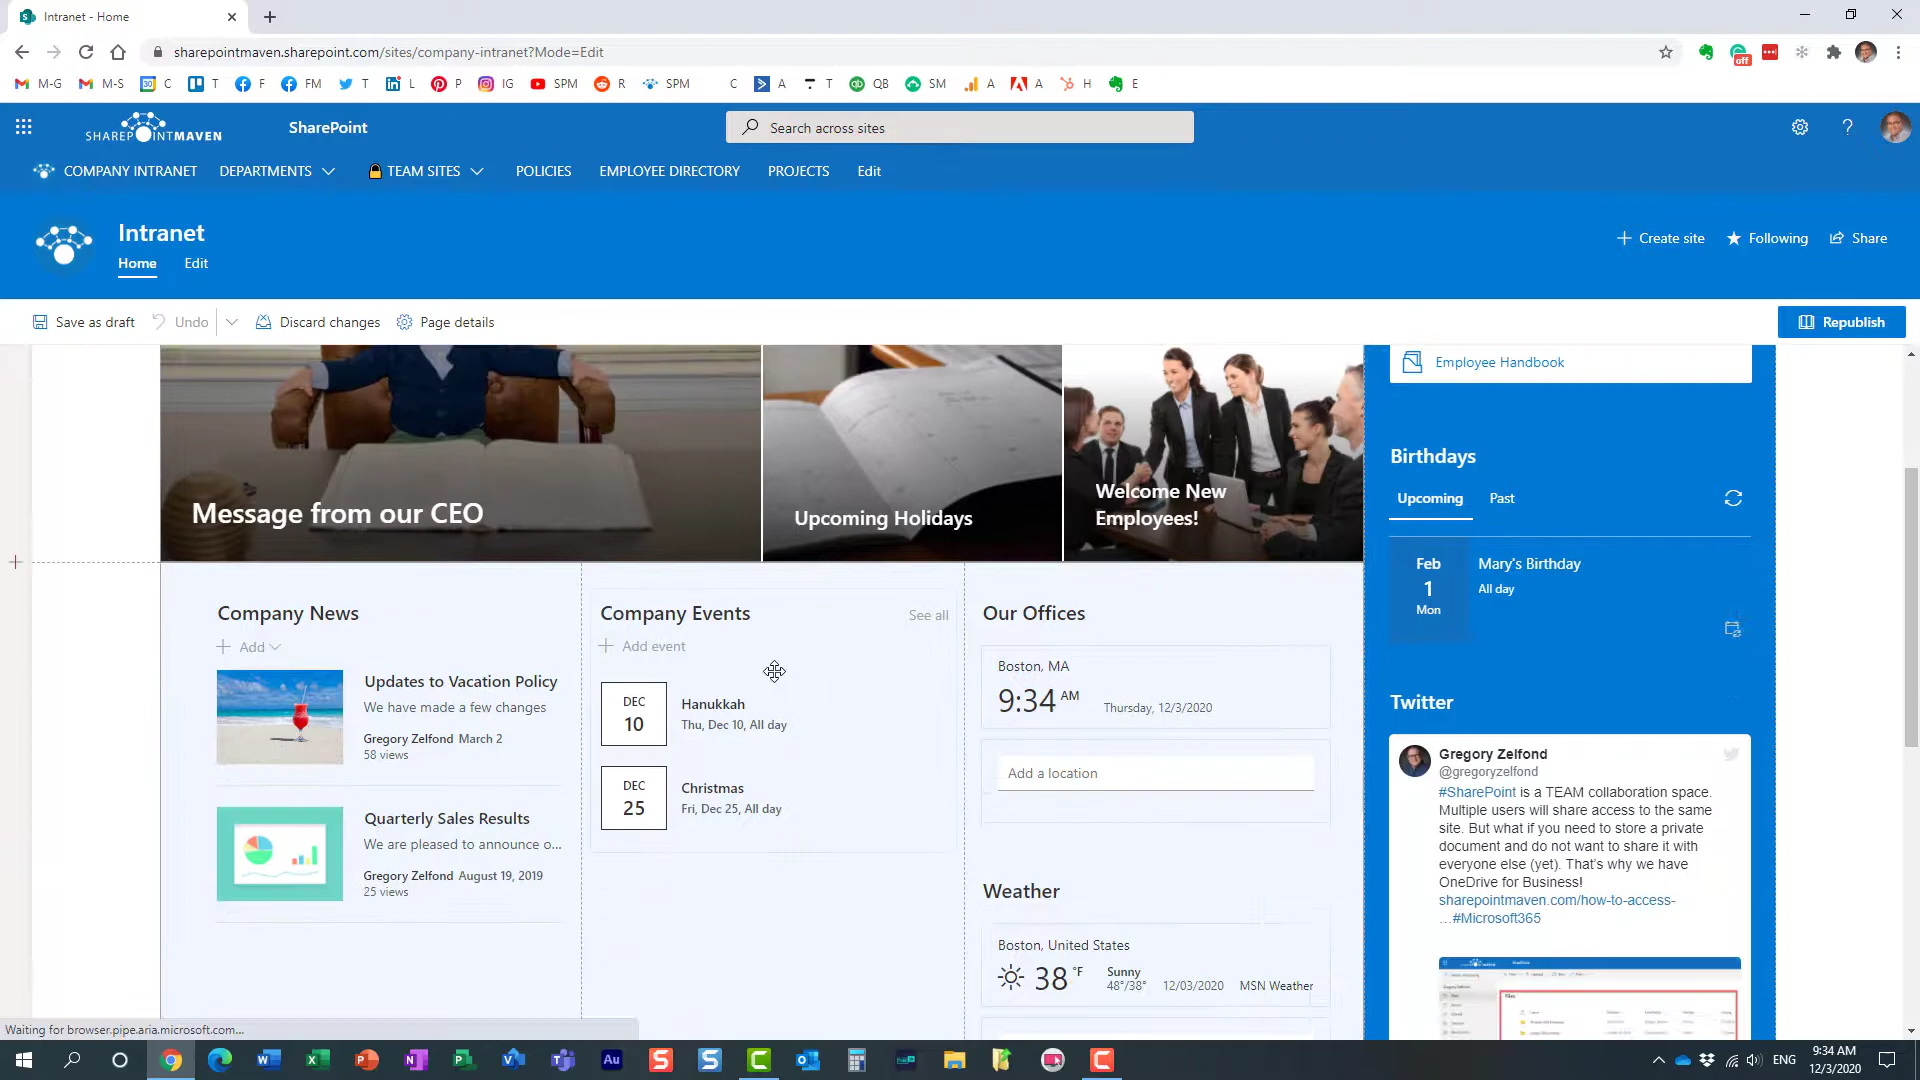 Intranet - Home
sharepointmaven.sharepoint.com/sites/company-intranet?Mode=Edit
M-G
M-S
C
T
F
FM
T
L
P
IG
SPM
R
SPM
C
A
T
QB
SM
A
A
H
E
off
SHAREPOINTMAVEN
SharePoint
Search across sites
COMPANY INTRANET
DEPARTMENTS
TEAM SITES
POLICIES
EMPLOYEE DIRECTORY
PROJECTS
Edit
Intranet
Home
Edit
Create site
Following
Share
Save as draft
Undo
Discard changes
Page details
Republish
Message from our CEO
Upcoming Holidays
Welcome New
Employees!
Employee Handbook
Birthdays
Upcoming
Past
Feb
1
Mon
Mary's Birthday
All day
Company News
Add
Updates to Vacation Policy
We have made a few changes
Gregory Zelfond March 2
58 views
Quarterly Sales Results
We are pleased to announce o...
Gregory Zelfond August 19, 2019
25 views
Company Events
See all
Add event
DEC
10
Hanukkah
Thu, Dec 10, All day
DEC
25
Christmas
Fri, Dec 25, All day
Our Offices
Boston, MA
9:34 AM
Thursday, 12/3/2020
Add a location
Weather
Boston, United States
38 °F
Sunny
48°/38°
12/03/2020
MSN Weather
Twitter
Gregory Zelfond
@gregoryzelfond
#SharePoint is a TEAM collaboration space.
Multiple users will share access to the same
site. But what if you need to store a private
document and do not want to share it with
everyone else (yet). That's why we have
OneDrive for Business!
sharepointmaven.com/how-to-access-
…#Microsoft365
Waiting for browser.pipe.aria.microsoft.com...
ENG
9:34 AM
12/3/2020